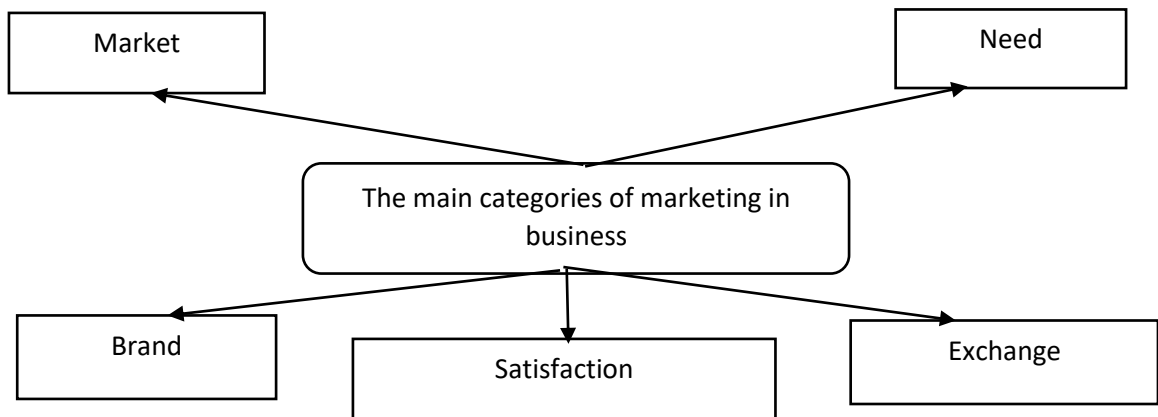 Market
Need
The main categories of marketing in
business
Brand
Satisfaction
Exchange